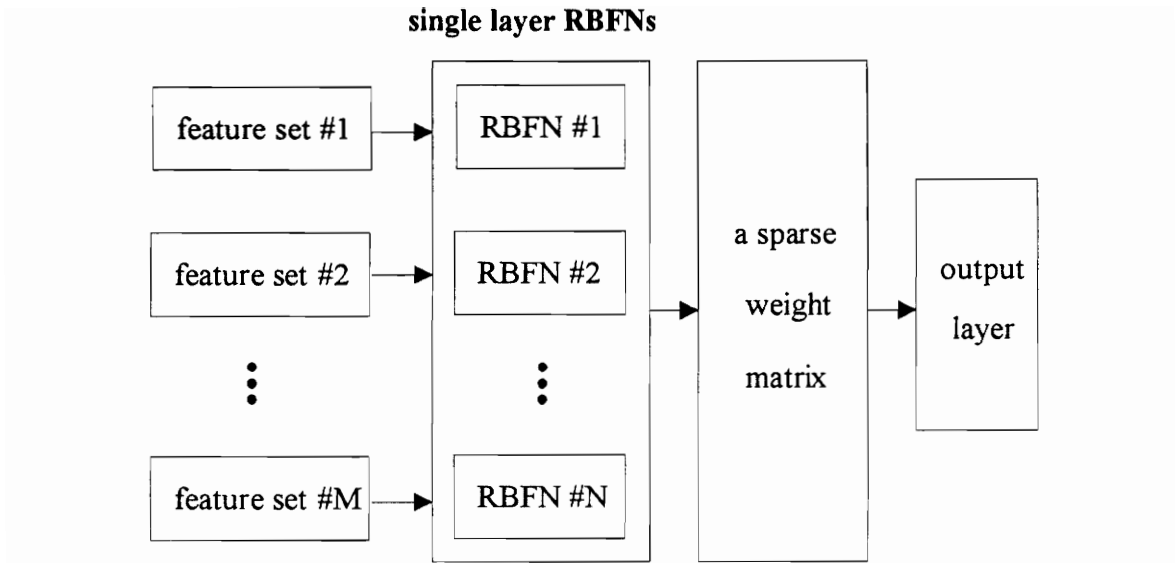 single layer RBFNs
feature set #1
RBFN #1
feature set #2
RBFN #2
feature set #M
RBFN #N
a sparse
weight
matrix
output
layer